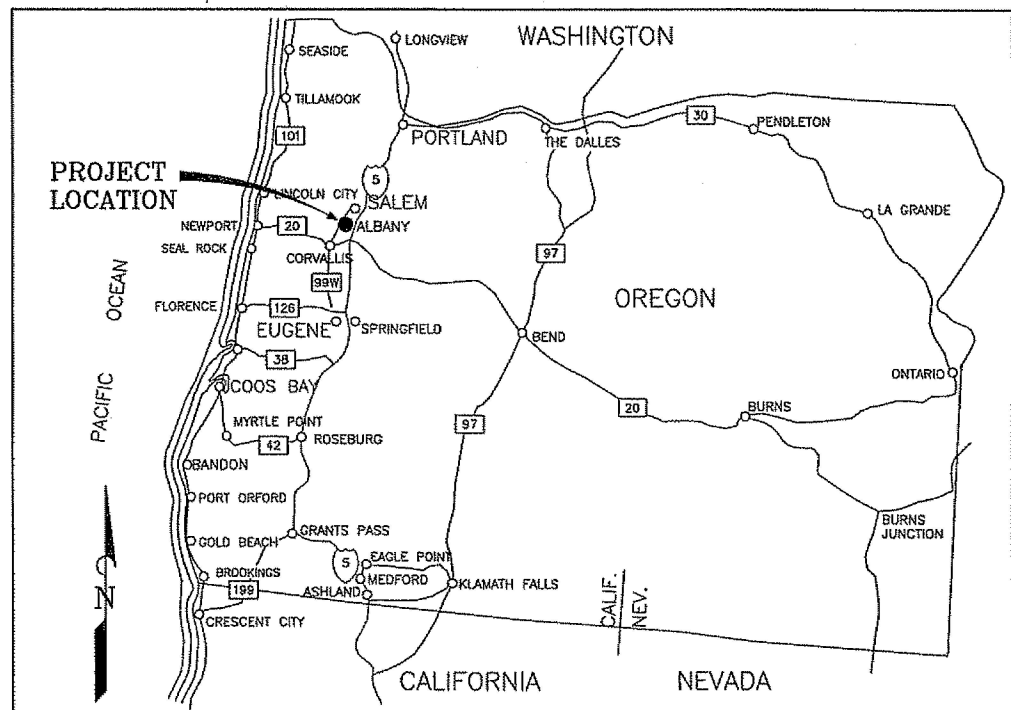 LONGVIEW
WASHINGTON
SEASIDE
TILLAMOOK
30
PENDLETON
PORTLAND
THE DALLES
101
PROJECT
LOCATION
5
LINCOLN CITY
SALEM
LA GRANDE
NEWPORT
20
ALBANY
SEAL ROCK
CORVALLIS
97
99W
OREGON
FLORENCE
126
EUGENE
SPRINGFIELD
BEND
PACIFIC OCEAN
38
ONTARIO
COOS BAY
20
BURNS
MYRTLE POINT
97
42
ROSEBURG
BANDON
PORT ORFORD
BURNS
JUNCTION
GOLD BEACH
GRANTS PASS
EAGLE POINT
5
BROOKINGS
MEDFORD
KLAMATH FALLS
199
ASHLAND
CALIF.
NEV.
N
CRESCENT CITY
CALIFORNIA
NEVADA